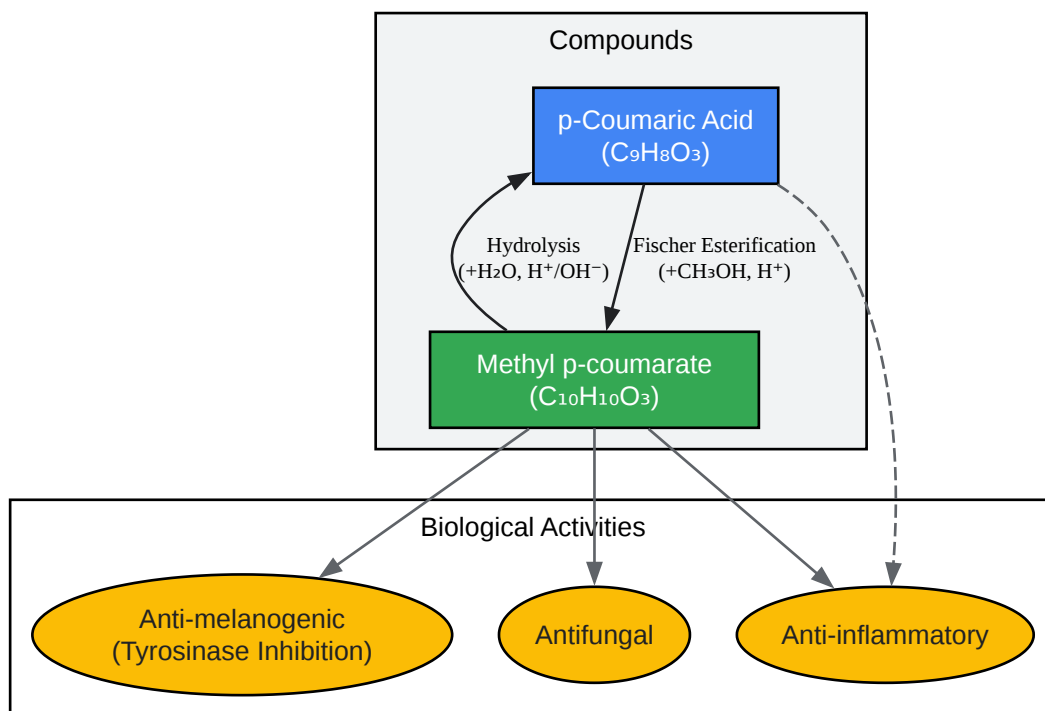 Compounds
p-Coumaric Acid
(C₉H₈O₃)
Hydrolysis
(+H₂O, H⁺/OH⁻)
Fischer Esterification
(+CH₃OH, H⁺)
Methyl p-coumarate
(C₁₀H₁₀O₃)
Biological Activities
Anti-melanogenic
(Tyrosinase Inhibition)
Antifungal
Anti-inflammatory